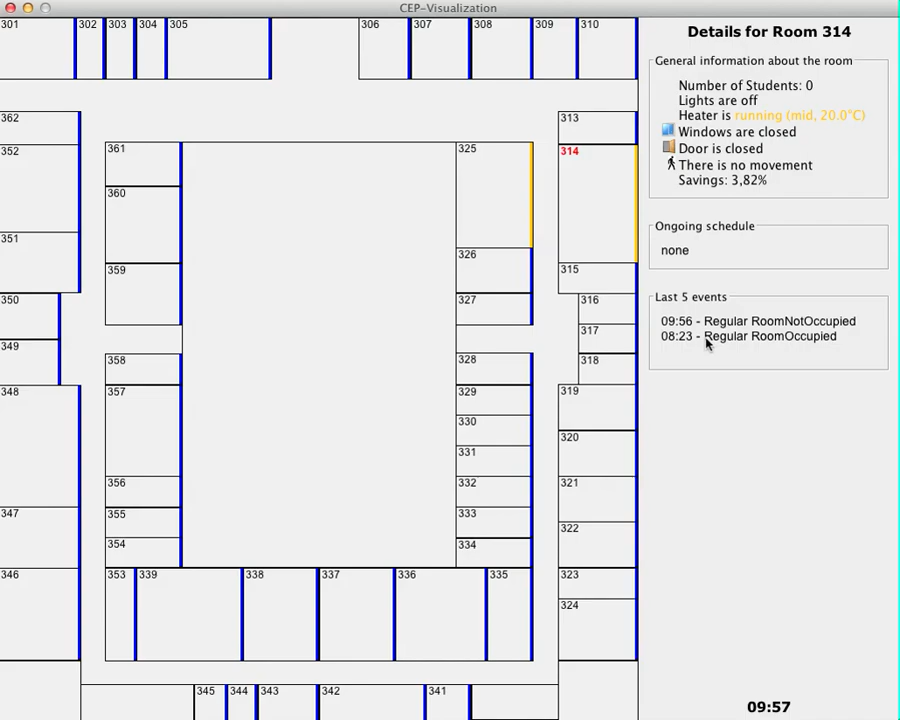 CEP-Visualization
301 302 303 304 305 306 307 308 309 310
Details for Room 314
General information about the room
Number of Students: 0
Lights are off
Heater is running (mid, 20.0°C)
Windows are closed
Door is closed
There is no movement
Savings: 3,82%
Ongoing schedule
none
Last 5 events
09:56 - Regular RoomNotOccupied
08:23 - Regular RoomOccupied
09:57
362
313
352
361
325
314
360
351
326
359
315
350
327
316
317
349
358
328
318
348
357
329
319
330
320
331
356
332
321
347
355
333
322
354
334
346
353 339 338 337 336 335
323
324
345 344 343 342 341